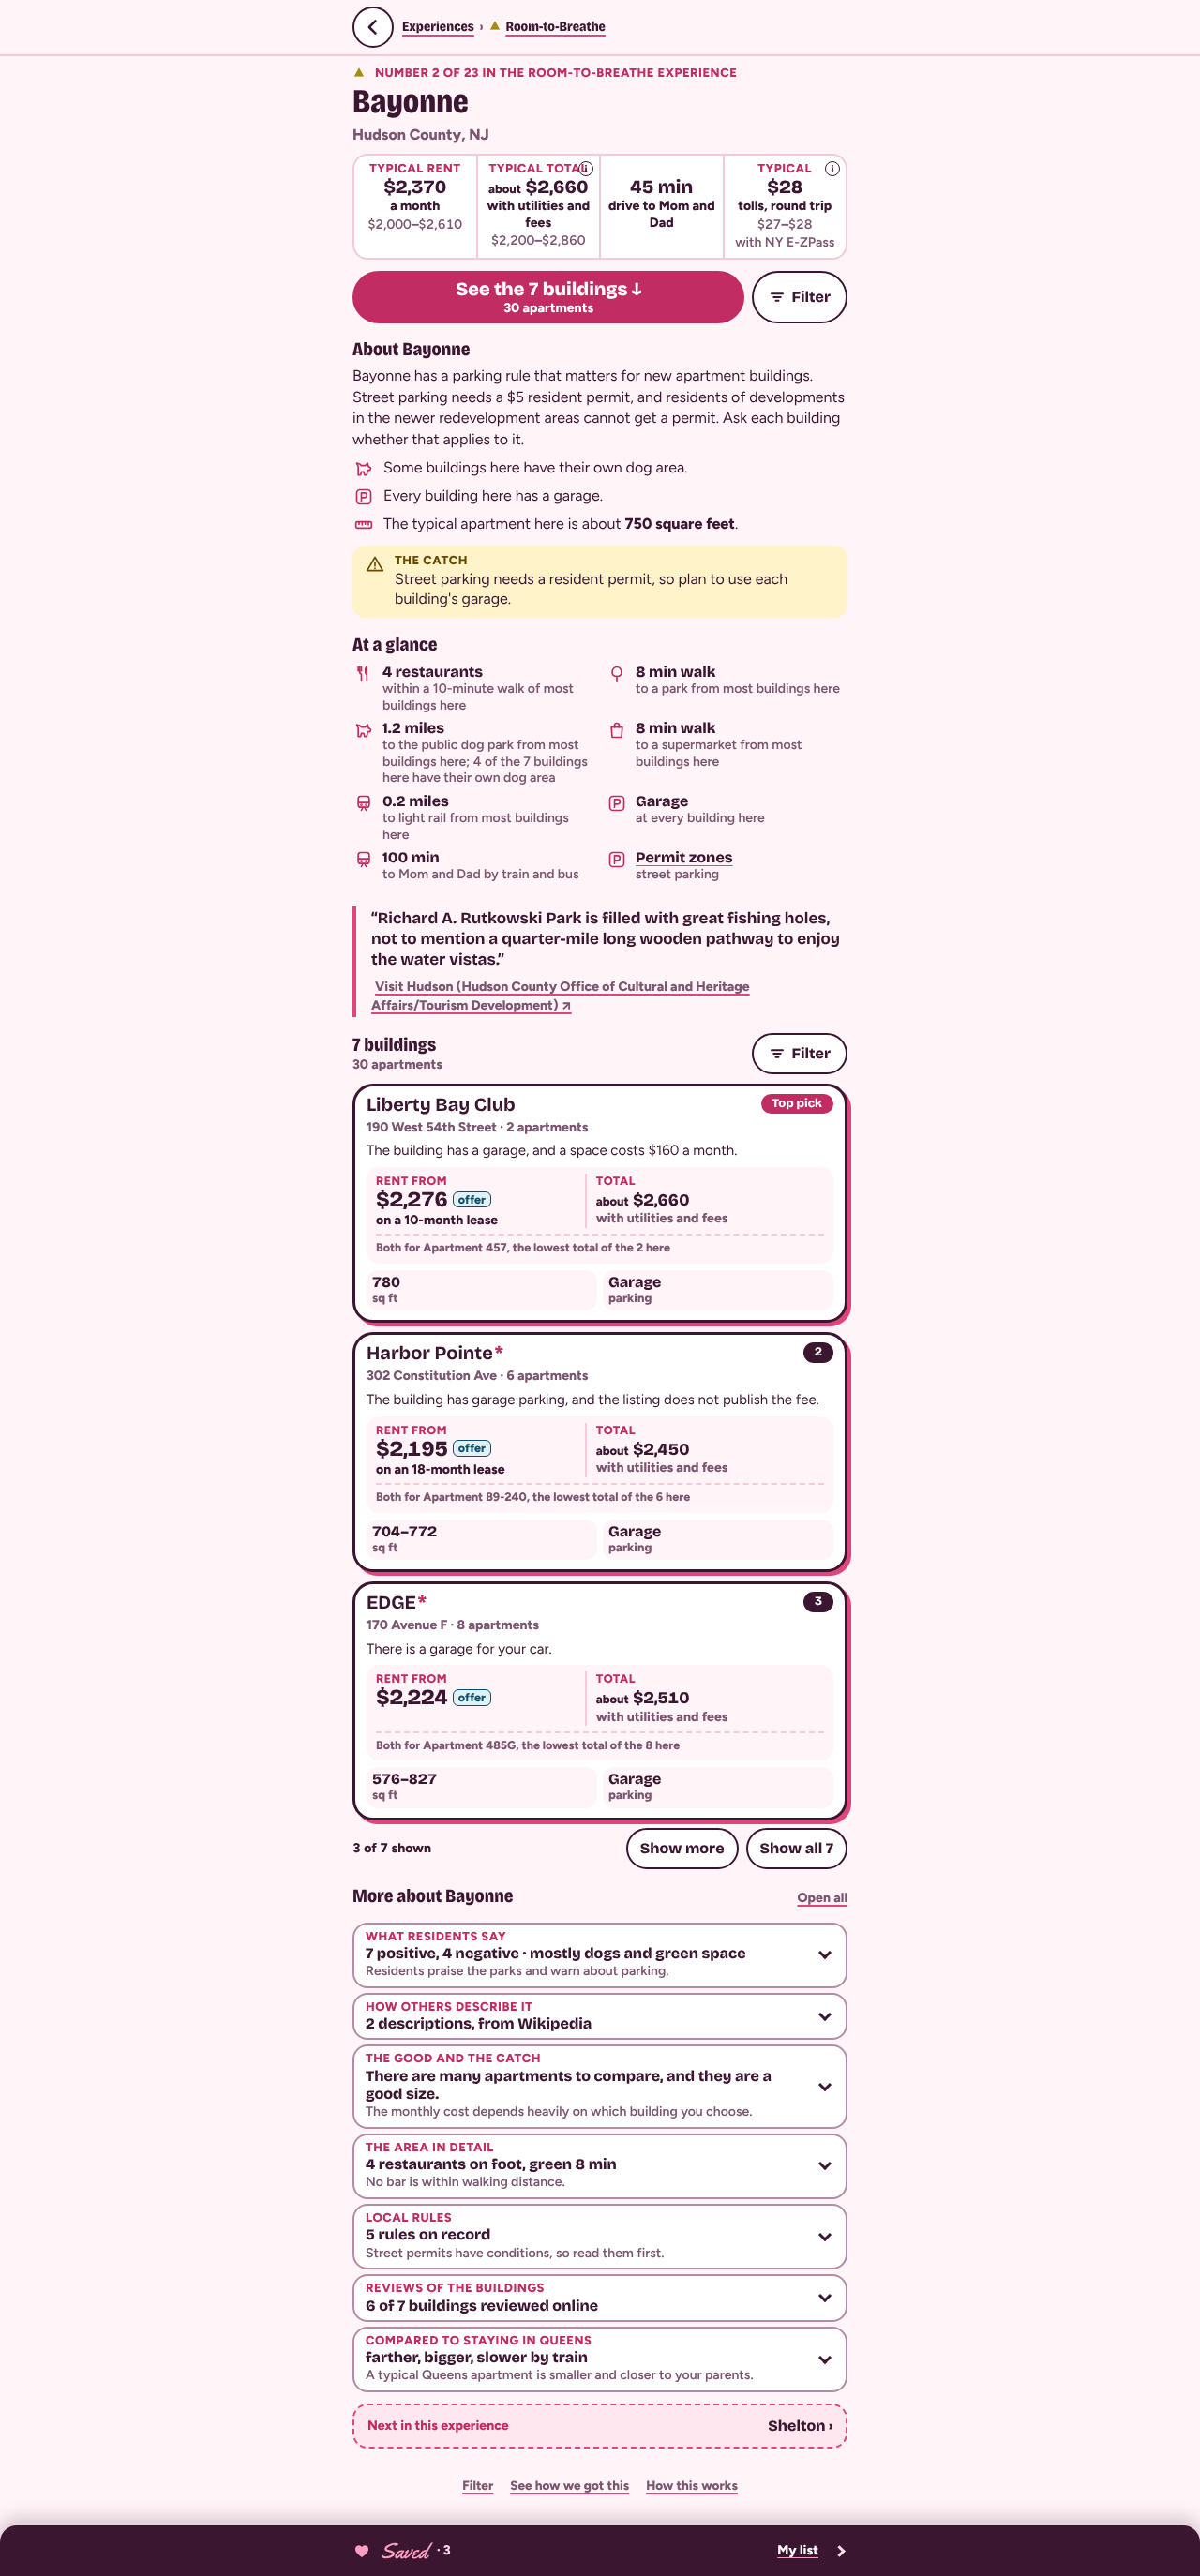 Experiences › Room-to-Breathe
NUMBER 2 OF 23 IN THE ROOM-TO-BREATHE EXPERIENCE
Bayonne
Hudson County, NJ
TYPICAL RENT
$2,370
a month
$2,000–$2,610
TYPICAL TOTAL
about $2,660
with utilities and
fees
$2,200–$2,860
45 min
drive to Mom and
Dad
TYPICAL
$28
tolls, round trip
$27–$28
with NY E-ZPass
See the 7 buildings ↓
30 apartments
Filter
About Bayonne
Bayonne has a parking rule that matters for new apartment buildings.
Street parking needs a $5 resident permit, and residents of developments
in the newer redevelopment areas cannot get a permit. Ask each building
whether that applies to it.
Some buildings here have their own dog area.
Every building here has a garage.
The typical apartment here is about 750 square feet.
THE CATCH
Street parking needs a resident permit, so plan to use each
building's garage.
At a glance
4 restaurants
within a 10-minute walk of most
buildings here
8 min walk
to a park from most buildings here
1.2 miles
to the public dog park from most
buildings here; 4 of the 7 buildings
here have their own dog area
8 min walk
to a supermarket from most
buildings here
0.2 miles
to light rail from most buildings
here
Garage
at every building here
100 min
to Mom and Dad by train and bus
Permit zones
street parking
“Richard A. Rutkowski Park is filled with great fishing holes,
not to mention a quarter-mile long wooden pathway to enjoy
the water vistas.”
Visit Hudson (Hudson County Office of Cultural and Heritage
Affairs/Tourism Development) ↗
7 buildings
30 apartments
Filter
Liberty Bay Club
Top pick
190 West 54th Street · 2 apartments
The building has a garage, and a space costs $160 a month.
RENT FROM
$2,276 offer
on a 10-month lease
TOTAL
about $2,660
with utilities and fees
Both for Apartment 457, the lowest total of the 2 here
780
sq ft
Garage
parking
Harbor Pointe*
2
302 Constitution Ave · 6 apartments
The building has garage parking, and the listing does not publish the fee.
RENT FROM
$2,195 offer
on an 18-month lease
TOTAL
about $2,450
with utilities and fees
Both for Apartment B9-240, the lowest total of the 6 here
704–772
sq ft
Garage
parking
EDGE*
3
170 Avenue F · 8 apartments
There is a garage for your car.
RENT FROM
$2,224 offer
TOTAL
about $2,510
with utilities and fees
Both for Apartment 485G, the lowest total of the 8 here
576–827
sq ft
Garage
parking
3 of 7 shown
Show more
Show all 7
More about Bayonne
Open all
WHAT RESIDENTS SAY
7 positive, 4 negative · mostly dogs and green space
Residents praise the parks and warn about parking.
HOW OTHERS DESCRIBE IT
2 descriptions, from Wikipedia
THE GOOD AND THE CATCH
There are many apartments to compare, and they are a
good size.
The monthly cost depends heavily on which building you choose.
THE AREA IN DETAIL
4 restaurants on foot, green 8 min
No bar is within walking distance.
LOCAL RULES
5 rules on record
Street permits have conditions, so read them first.
REVIEWS OF THE BUILDINGS
6 of 7 buildings reviewed online
COMPARED TO STAYING IN QUEENS
farther, bigger, slower by train
A typical Queens apartment is smaller and closer to your parents.
Next in this experience
Shelton ›
Filter
See how we got this
How this works
Saved · 3
My list